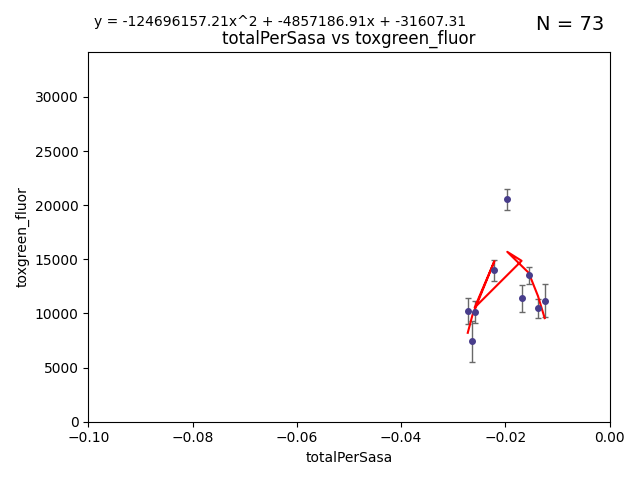 y = -124696157.21x^2 + -4857186.91x + -31607.31
N = 73
totalPerSasa vs toxgreen_fluor
30000
25000
20000
15000
10000
5000
0
toxgreen_fluor
−0.10
−0.08
−0.06
−0.04
−0.02
0.00
totalPerSasa